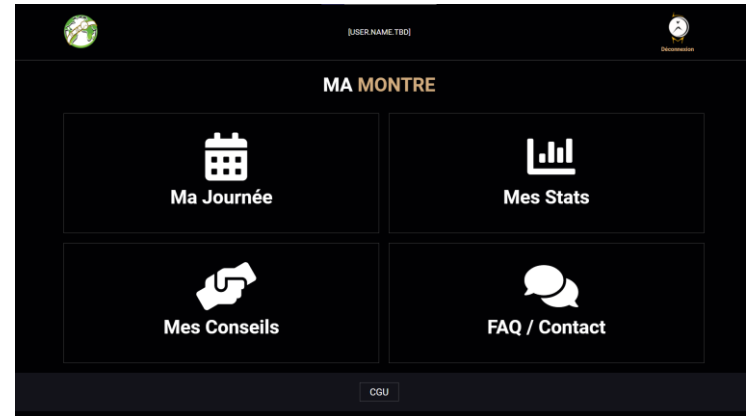 [USER.NAME.TBD]
Déconnexion
MA MONTRE
Ma Journée
Mes Stats
Mes Conseils
FAQ / Contact
CGU